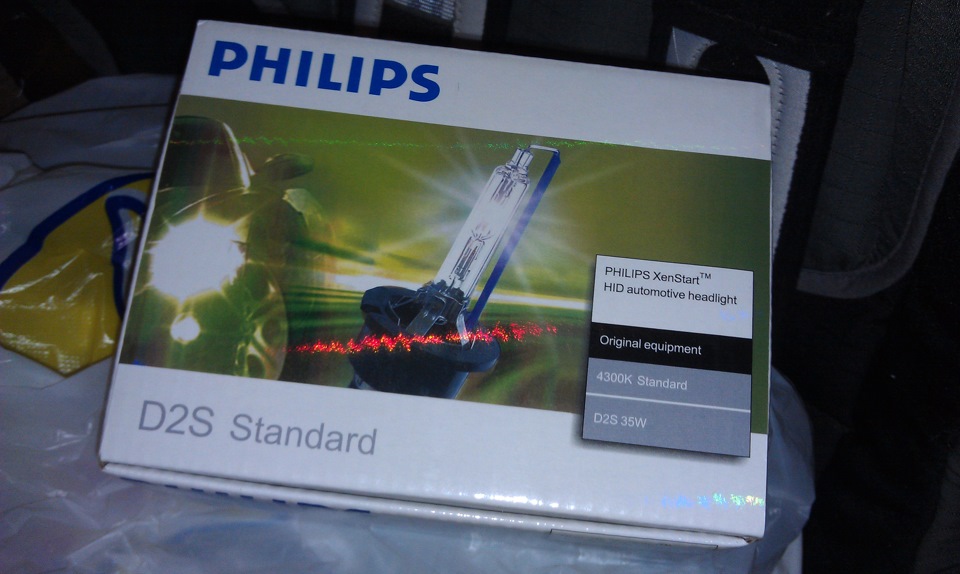 PHILIPS
PHILIPS XenStart™
HID automotive headlight
Original equipment
4300K Standard
D2S 35W
D2S Standard